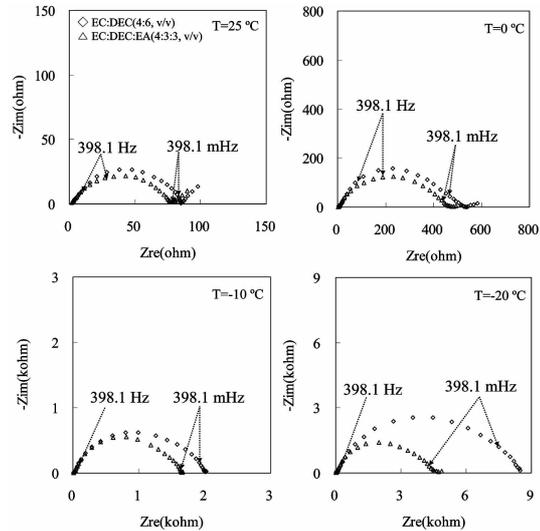 150
100
50
0
-Zim(ohm)
◇ EC:DEC(4:6, v/v)
△ EC:DEC:EA(4:3:3, v/v)
T=25 ºC
398.1 Hz
398.1 mHz
0 50 100 150
Zre(ohm)
800
600
400
200
0
-Zim(ohm)
T=0 ºC
398.1 Hz
398.1 mHz
0 200 400 600 800
Zre(ohm)
3
2
1
0
-Zim(kohm)
T=-10 ºC
398.1 Hz
398.1 mHz
0 1 2 3
Zre(kohm)
9
6
3
0
-Zim(kohm)
T=-20 ºC
398.1 Hz
398.1 mHz
0 3 6 9
Zre(kohm)